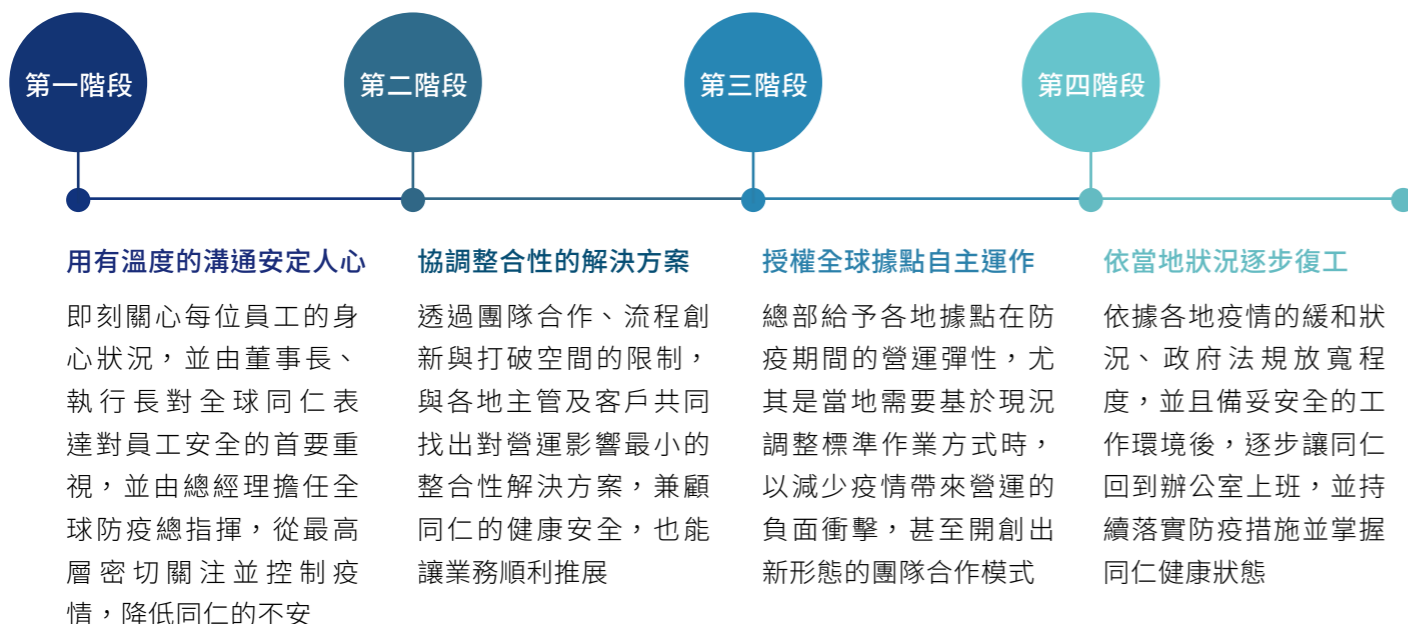 第一階段
第二階段
第三階段
第四階段
用有溫度的溝通安定人心
即刻關心每位員工的身
心狀況，並由董事長、
執行長對全球同仁表
達對員工安全的首要重
視，並由總經理擔任全
球防疫總指揮，從最高
層密切關注並控制疫
情，降低同仁的不安
協調整合性的解決方案
透過團隊合作、流程創
新與打破空間的限制，
與各地主管及客戶共同
找出對營運影響最小的
整合性解決方案，兼顧
同仁的健康安全，也能
讓業務順利推展
授權全球據點自主運作
總部給予各地據點在防
疫期間的營運彈性，尤
其是當地需要基於現況
調整標準作業方式時，
以減少疫情帶來營運的
負面衝擊，甚至開創出
新形態的團隊合作模式
依當地狀況逐步復工
依據各地疫情的緩和狀
況、政府法規放寬程
度，並且備妥安全的工
作環境後，逐步讓同仁
回到辦公室上班，並持
續落實防疫措施並掌握
同仁健康狀態